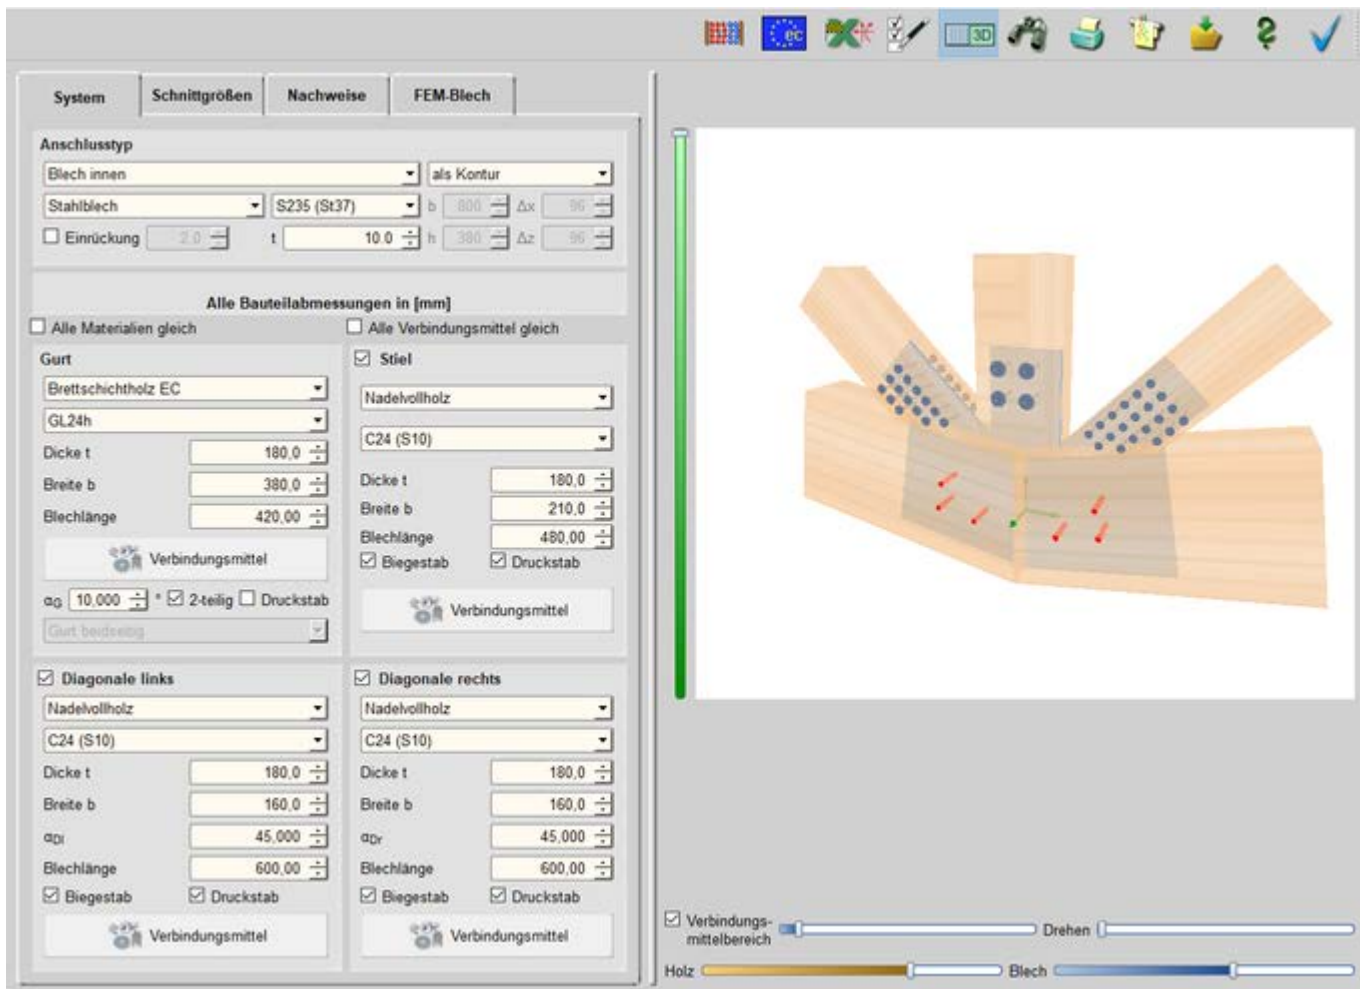 3D
ec
System Schnittgrößen Nachweise FEM-Blech
Anschlusstyp
Blech innen als Kontur
Stahlblech S235 (St37) b 800 Δx 96
Einrückung 2.0 t 10.0 h 380 Δz 96
Alle Bauteilabmessungen in [mm]
Alle Materialien gleich Alle Verbindungsmittel gleich
Gurt
Brettschichtholz EC
GL24h
Dicke t 180,0
Breite b 380,0
Blechlänge 420,00
Verbindungsmittel
αG 10,000 ° 2-teilig Druckstab
Gurt beidseitig
Stiel
Nadelvollholz
C24 (S10)
Dicke t 180,0
Breite b 210,0
Blechlänge 480,00
Biegestab Druckstab
Verbindungsmittel
Diagonale links
Nadelvollholz
C24 (S10)
Dicke t 180,0
Breite b 160,0
αDl 45,000
Blechlänge 600,00
Biegestab Druckstab
Verbindungsmittel
Diagonale rechts
Nadelvollholz
C24 (S10)
Dicke t 180,0
Breite b 160,0
αDr 45,000
Blechlänge 600,00
Biegestab Druckstab
Verbindungsmittel
Verbindungs-
mittelbereich
Drehen
Holz Blech